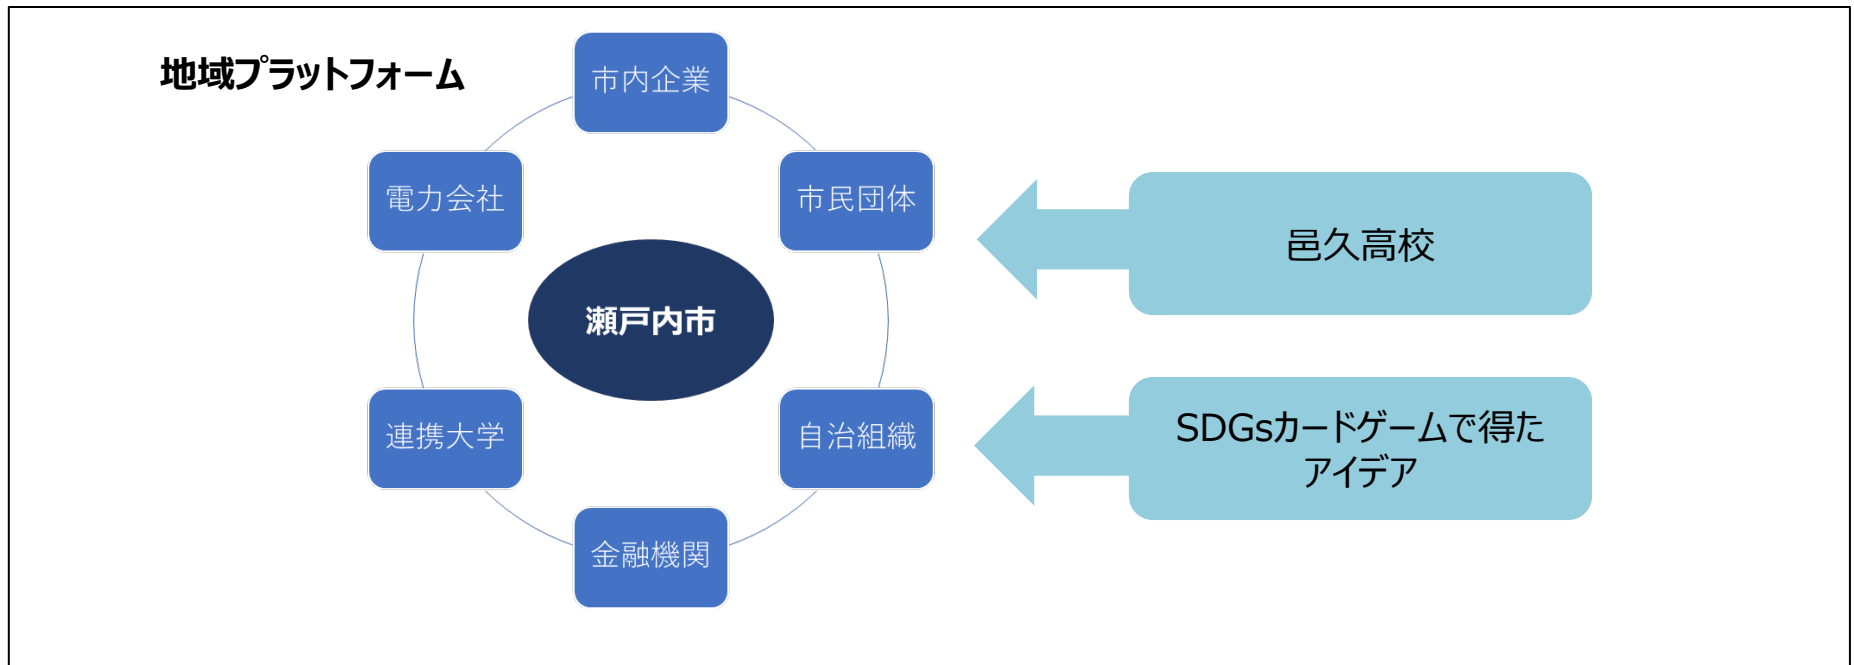 地域プラットフォーム
市内企業
電力会社
市民団体
瀬戸内市
連携大学
自治組織
金融機関
邑久高校
SDGsカードゲームで得た
アイデア